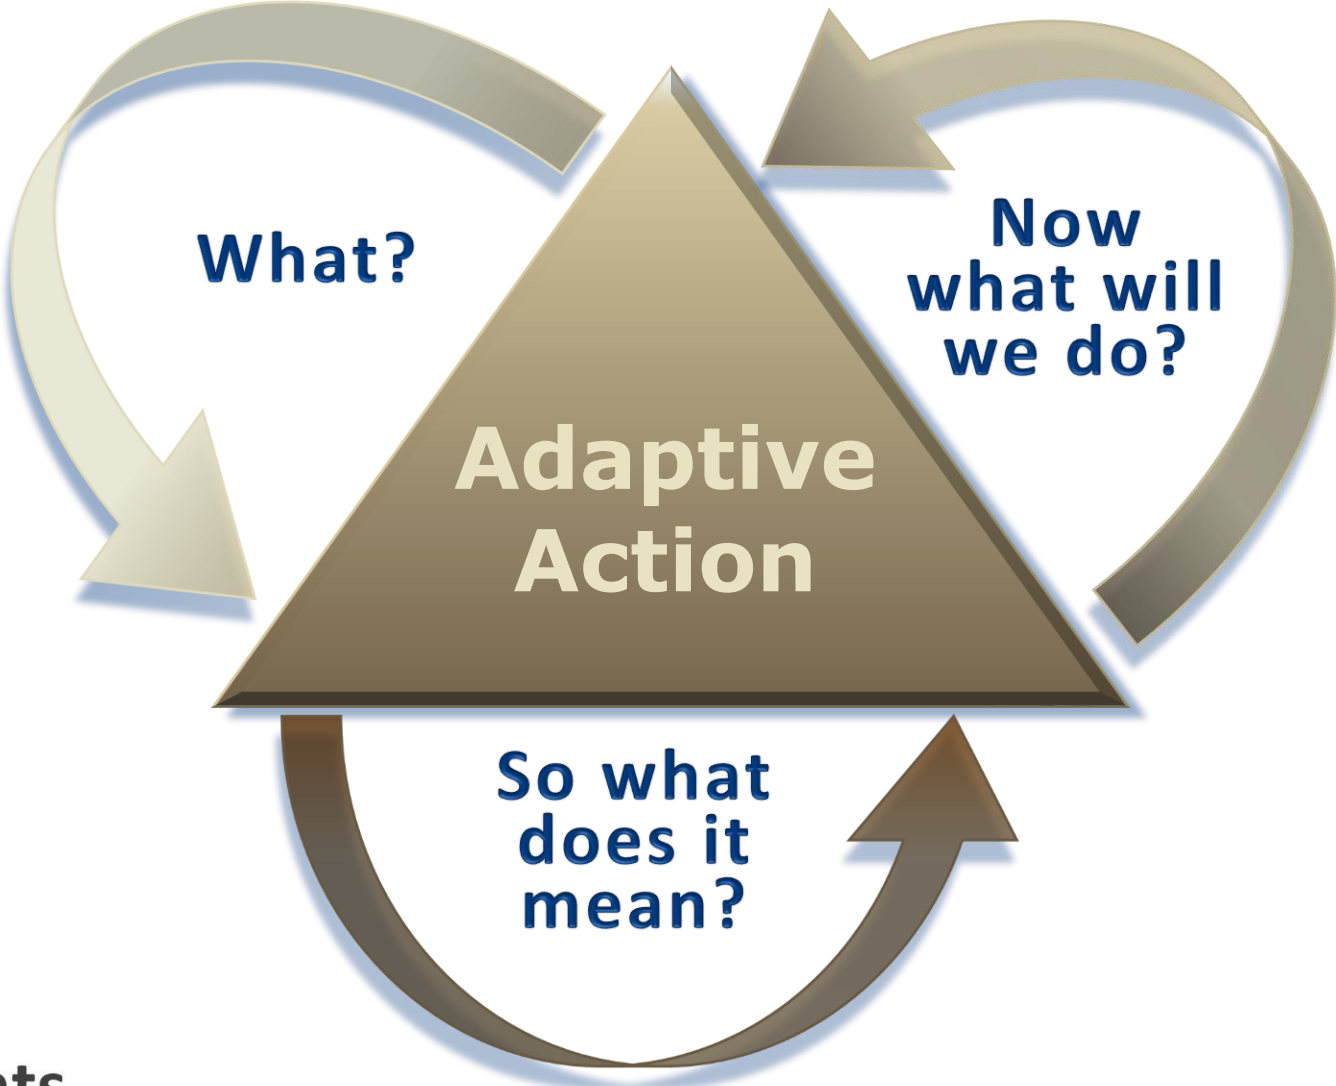 What?
Now
what will
we do?
Adaptive
Action
So what
does it
mean?